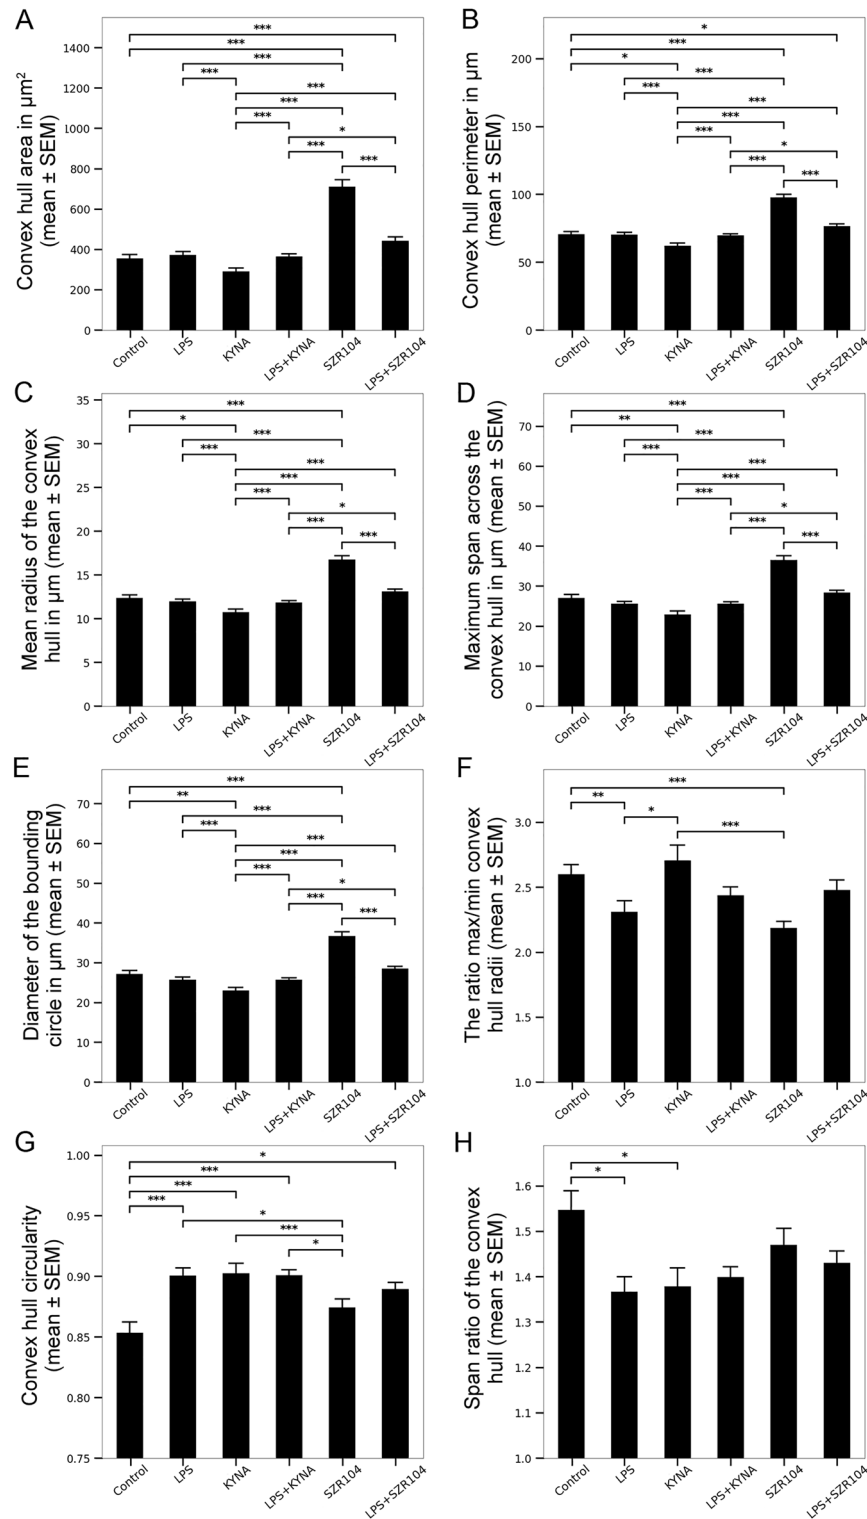 A
Convex hull area in µm²
(mean ± SEM)
1400
1200
1000
800
600
400
200
0
***
***
***
***
***
***
***
*
***
***
Control
LPS
KYNA
LPS+KYNA
SZR104
LPS+SZR104
B
Convex hull perimeter in µm
(mean ± SEM)
200
150
100
50
0
*
***
*
***
***
***
***
***
*
***
***
Control
LPS
KYNA
LPS+KYNA
SZR104
LPS+SZR104
C
Mean radius of the convex
hull in µm (mean ± SEM)
35
30
25
20
15
10
5
0
***
*
***
***
***
***
***
*
***
***
Control
LPS
KYNA
LPS+KYNA
SZR104
LPS+SZR104
D
Maximum span across the
convex hull in µm (mean ± SEM)
70
60
50
40
30
20
10
0
***
**
***
***
***
***
***
*
***
***
Control
LPS
KYNA
LPS+KYNA
SZR104
LPS+SZR104
E
Diameter of the bounding
circle in µm (mean ± SEM)
70
60
50
40
30
20
10
0
***
**
***
***
***
***
***
*
***
***
Control
LPS
KYNA
LPS+KYNA
SZR104
LPS+SZR104
F
The ratio max/min convex
hull radii (mean ± SEM)
3.0
2.5
2.0
1.5
1.0
***
**
*
***
Control
LPS
KYNA
LPS+KYNA
SZR104
LPS+SZR104
G
Convex hull circularity
(mean ± SEM)
1.00
0.95
0.90
0.85
0.80
0.75
*
***
***
***
*
***
*
Control
LPS
KYNA
LPS+KYNA
SZR104
LPS+SZR104
H
Span ratio of the convex
hull (mean ± SEM)
1.6
1.5
1.4
1.3
1.2
1.1
1.0
*
*
Control
LPS
KYNA
LPS+KYNA
SZR104
LPS+SZR104